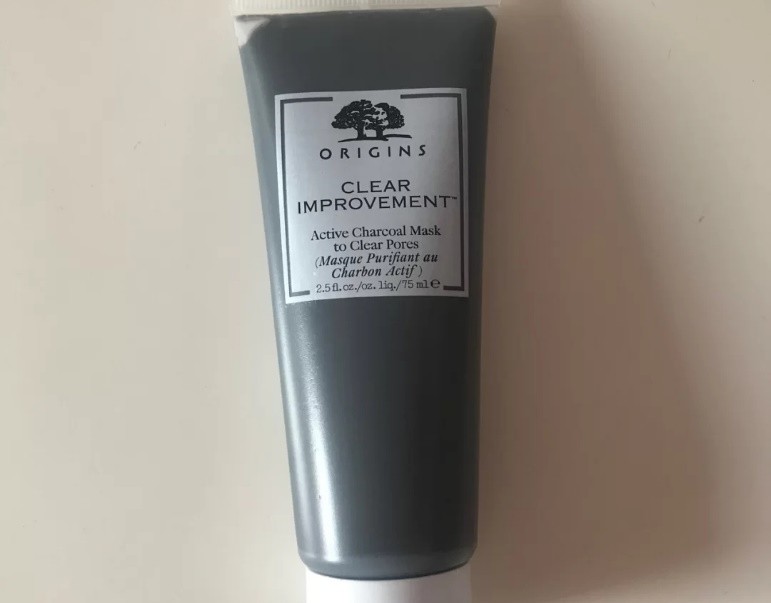 ORIGINS
CLEAR
IMPROVEMENT™
Active Charcoal Mask
to Clear Pores
(Masque Purifiant au
Charbon Actif)
2.5 fl. oz./oz. liq./75 ml ℮